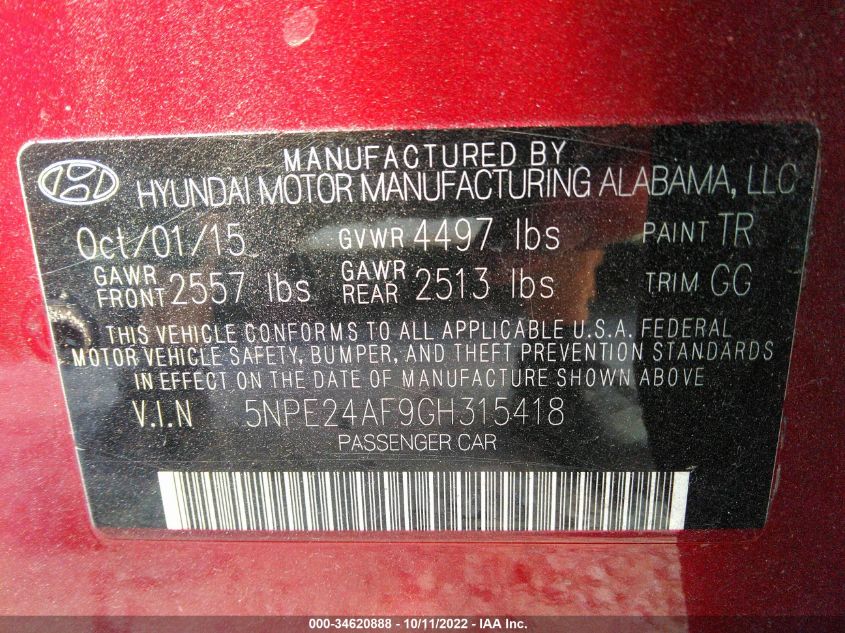 MANUFACTURED BY
HYUNDAI MOTOR MANUFACTURING ALABAMA, LLC
Oct/01/15 GVWR 4497 lbs PAINT TR
GAWR FRONT 2557 lbs GAWR REAR 2513 lbs TRIM GG
THIS VEHICLE CONFORMS TO ALL APPLICABLE U.S.A. FEDERAL
MOTOR VEHICLE SAFETY, BUMPER, AND THEFT PREVENTION STANDARDS
IN EFFECT ON THE DATE OF MANUFACTURE SHOWN ABOVE
V.I.N 5NPE24AF9GH315418
PASSENGER CAR
000-34620888 - 10/11/2022 - IAA Inc.